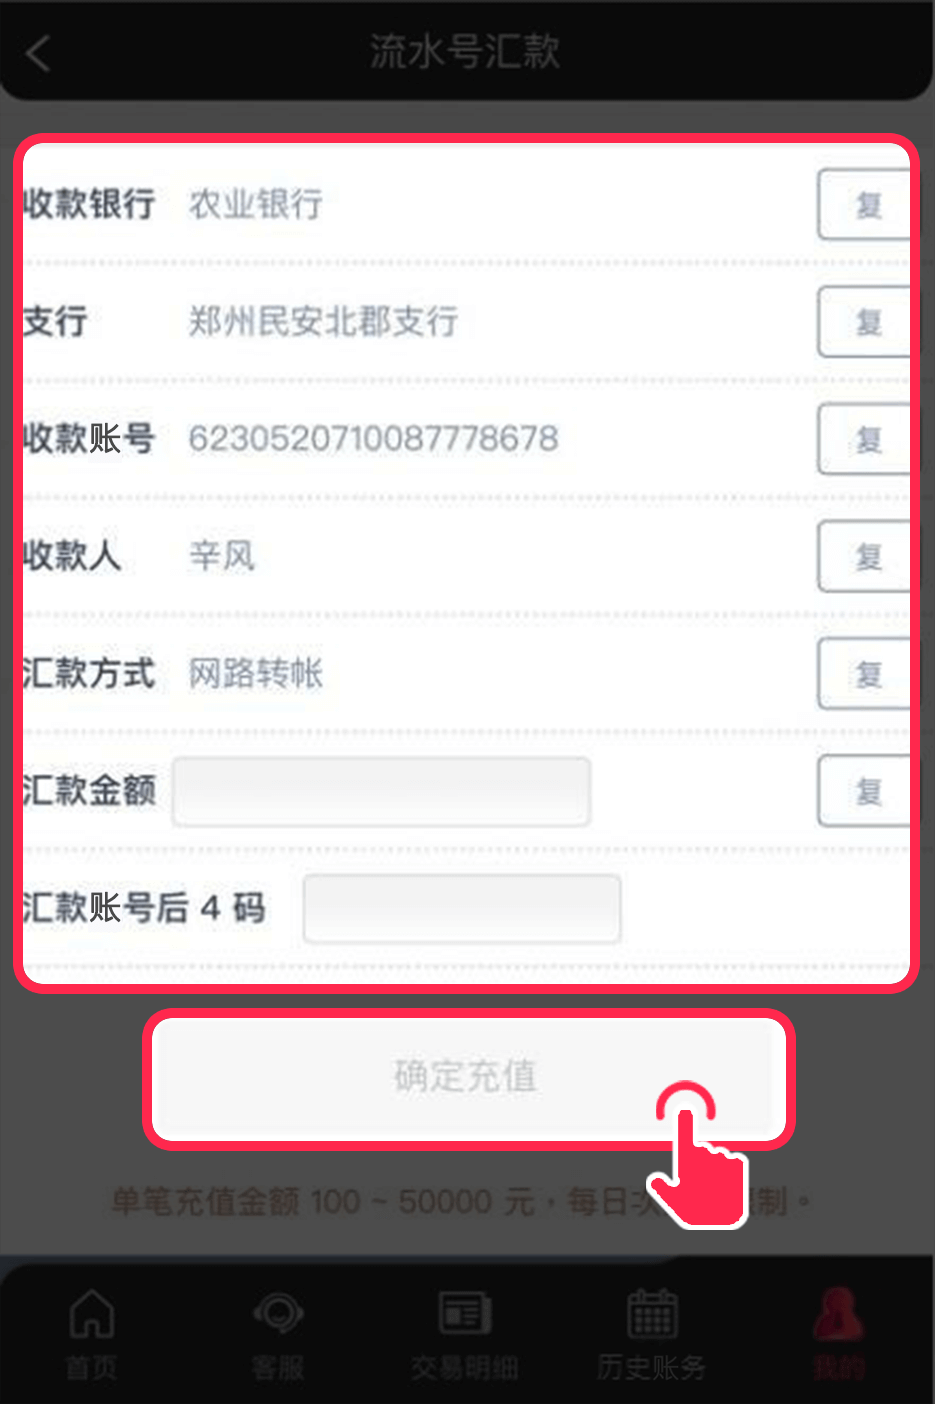 流水号汇款
收款银行 农业银行 复
支行 郑州民安北郡支行 复
收款账号 6230520710087778678 复
收款人 辛风 复
汇款方式 网路转帐 复
汇款金额 复
汇款账号后 4 码
确定充值
单笔充值金额 100 ~ 50000 元，每日次 制。
首页 客服 交易明细 历史账务 我的